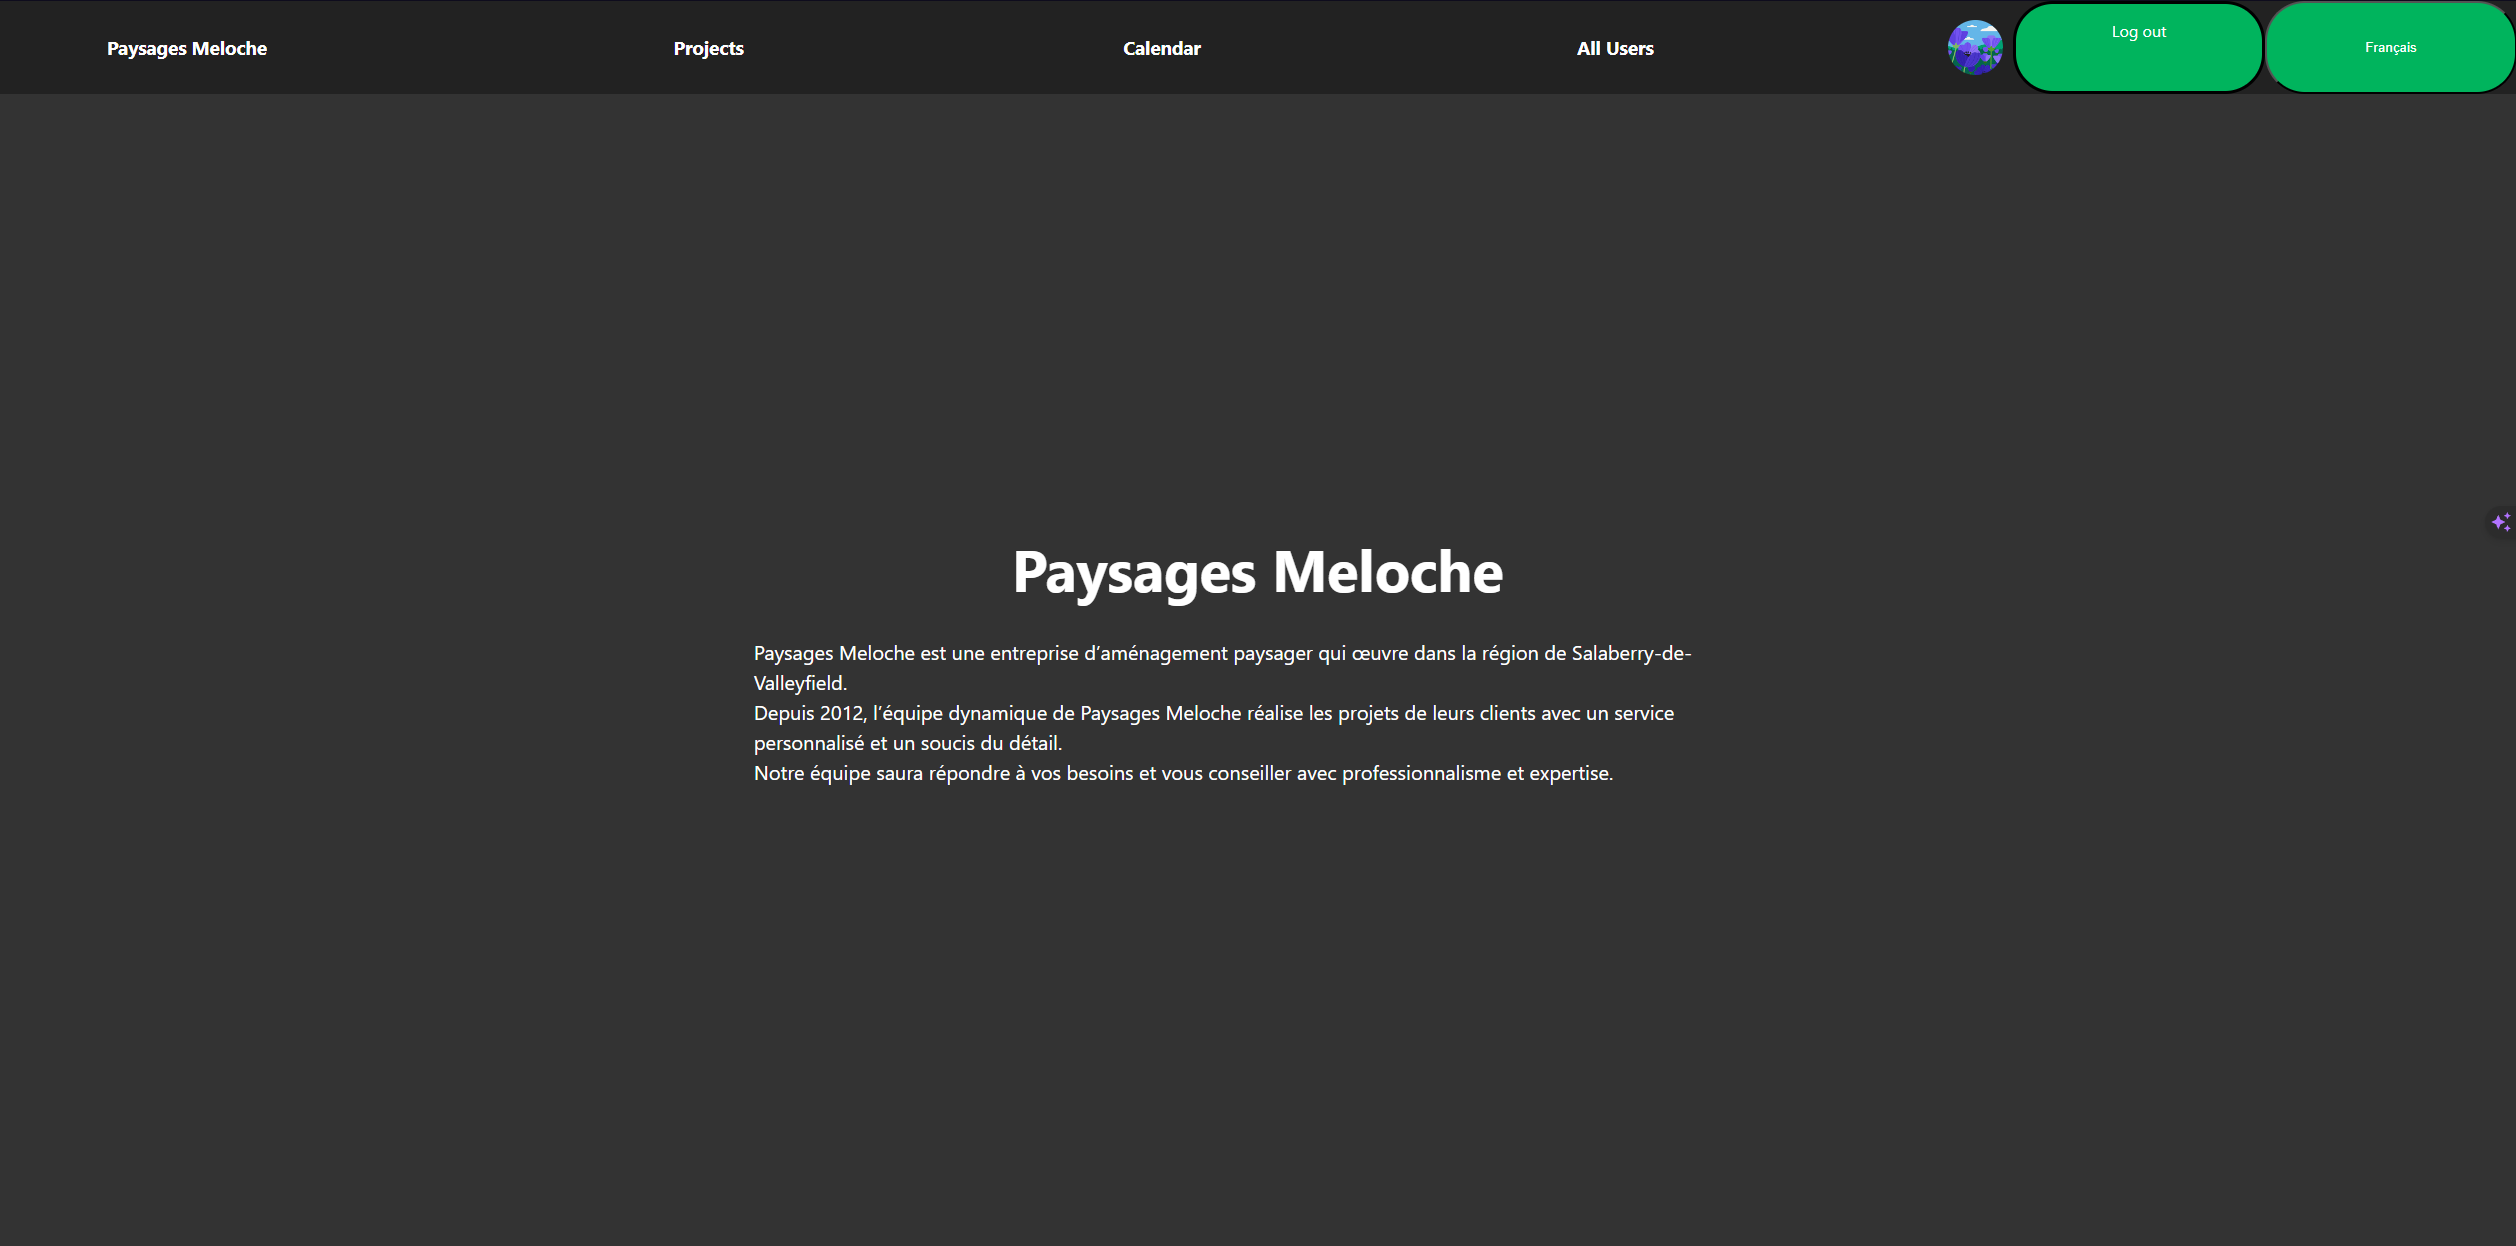 Paysages Meloche
Projects
Calendar
All Users
Log out
Français
Paysages Meloche
Paysages Meloche est une entreprise d’aménagement paysager qui œuvre dans la région de Salaberry-de-
Valleyfield.
Depuis 2012, l’équipe dynamique de Paysages Meloche réalise les projets de leurs clients avec un service
personnalisé et un soucis du détail.
Notre équipe saura répondre à vos besoins et vous conseiller avec professionnalisme et expertise.